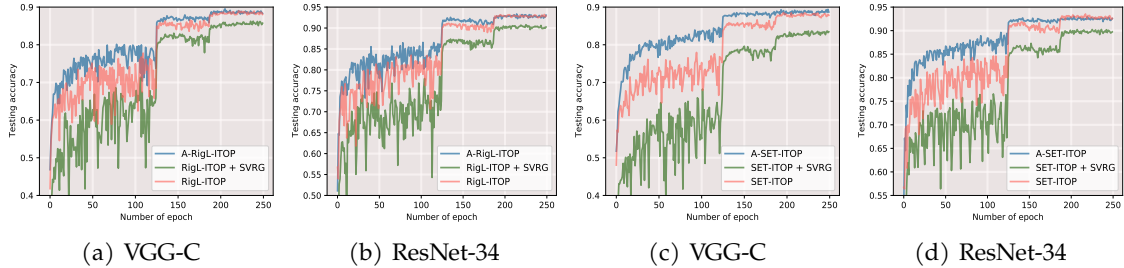 Testing accuracy
0.9
0.8
0.7
0.6
0.5
0.4
0 50 100 150 200 250
Number of epoch
A-RigL-ITOP
RigL-ITOP + SVRG
RigL-ITOP
(a) VGG-C
Testing accuracy
0.95
0.90
0.85
0.80
0.75
0.70
0.65
0.60
0.55
0.50
0 50 100 150 200 250
Number of epoch
A-RigL-ITOP
RigL-ITOP + SVRG
RigL-ITOP
(b) ResNet-34
Testing accuracy
0.9
0.8
0.7
0.6
0.5
0.4
0 50 100 150 200 250
Number of epoch
A-SET-ITOP
SET-ITOP + SVRG
SET-ITOP
(c) VGG-C
Testing accuracy
0.95
0.90
0.85
0.80
0.75
0.70
0.65
0.60
0.55
0 50 100 150 200 250
Number of epoch
A-SET-ITOP
SET-ITOP + SVRG
SET-ITOP
(d) ResNet-34